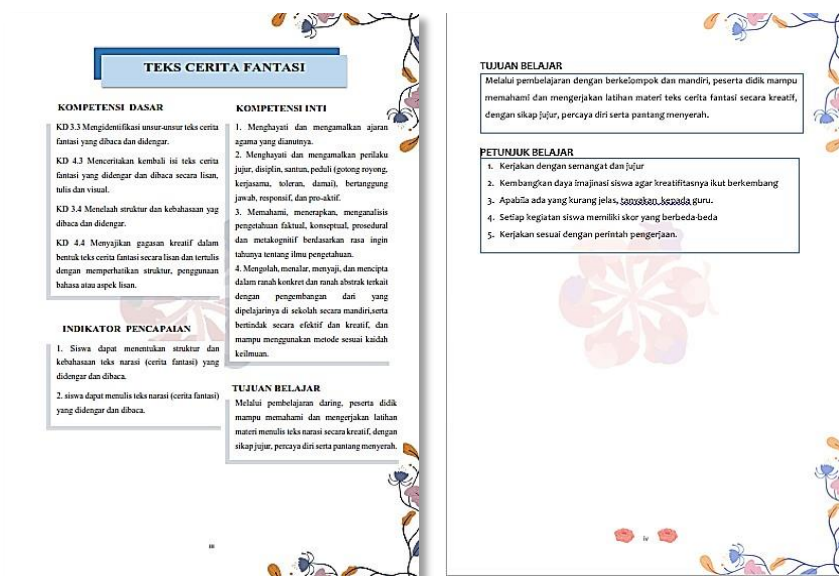 TEKS CERITA FANTASI
KOMPETENSI DASAR
KD 3.3 Mengidentifikasi unsur-unsur teks cerita
fantasi yang dibaca dan didengar.
KD 4.3 Menceritakan kembali isi teks cerita
fantasi yang didengar dan dibaca secara lisan,
tulis dan visual.
KD 3.4 Menelaah struktur dan kebahasaan yag
dibaca dan didengar.
KD 4.4 Menyajikan gagasan kreatif dalam
bentuk teks cerita fantasi secara lisan dan tertulis
dengan memperhatikan struktur, penggunaan
bahasa atau aspek lisan.
INDIKATOR PENCAPAIAN
1. Siswa dapat menentukan struktur dan
kebahasaan teks narasi (cerita fantasi) yang
didengar dan dibaca.
2. siswa dapat menulis teks narasi (cerita fantasi)
yang didengar dan dibaca.
KOMPETENSI INTI
1. Menghayati dan mengamalkan ajaran
agama yang dianutnya.
2. Menghayati dan mengamalkan perilaku
jujur, disiplin, santun, peduli (gotong royong,
kerjasama, toleran, damai), bertanggung
jawab, responsif, dan pro-aktif.
3. Memahami, menerapkan, menganalisis
pengetahuan faktual, konseptual, prosedural
dan metakognitif berdasarkan rasa ingin
tahunya tentang ilmu pengetahuan.
4. Mengolah, menalar, menyaji, dan mencipta
dalam ranah konkret dan ranah abstrak terkait
dengan pengembangan dari yang
dipelajarinya di sekolah secara mandiri,serta
bertindak secara efektif dan kreatif, dan
mampu menggunakan metode sesuai kaidah
keilmuan.
TUJUAN BELAJAR
Melalui pembelajaran daring, peserta didik
mampu memahami dan mengerjakan latihan
materi menulis teks narasi secara kreatif, dengan
sikap jujur, percaya diri serta pantang menyerah.
iii
TUJUAN BELAJAR
Melalui pembelajaran dengan berkelompok dan mandiri, peserta didik mampu
memahami dan mengerjakan latihan materi teks cerita fantasi secara kreatif,
dengan sikap jujur, percaya diri serta pantang menyerah.
PETUNJUK BELAJAR
1. Kerjakan dengan semangat dan jujur
2. Kembangkan daya imajinasi siswa agar kreatifitasnya ikut berkembang
3. Apabila ada yang kurang jelas, tanyakan kepada guru.
4. Setiap kegiatan siswa memiliki skor yang berbeda-beda
5. Kerjakan sesuai dengan perintah pengerjaan.
iv